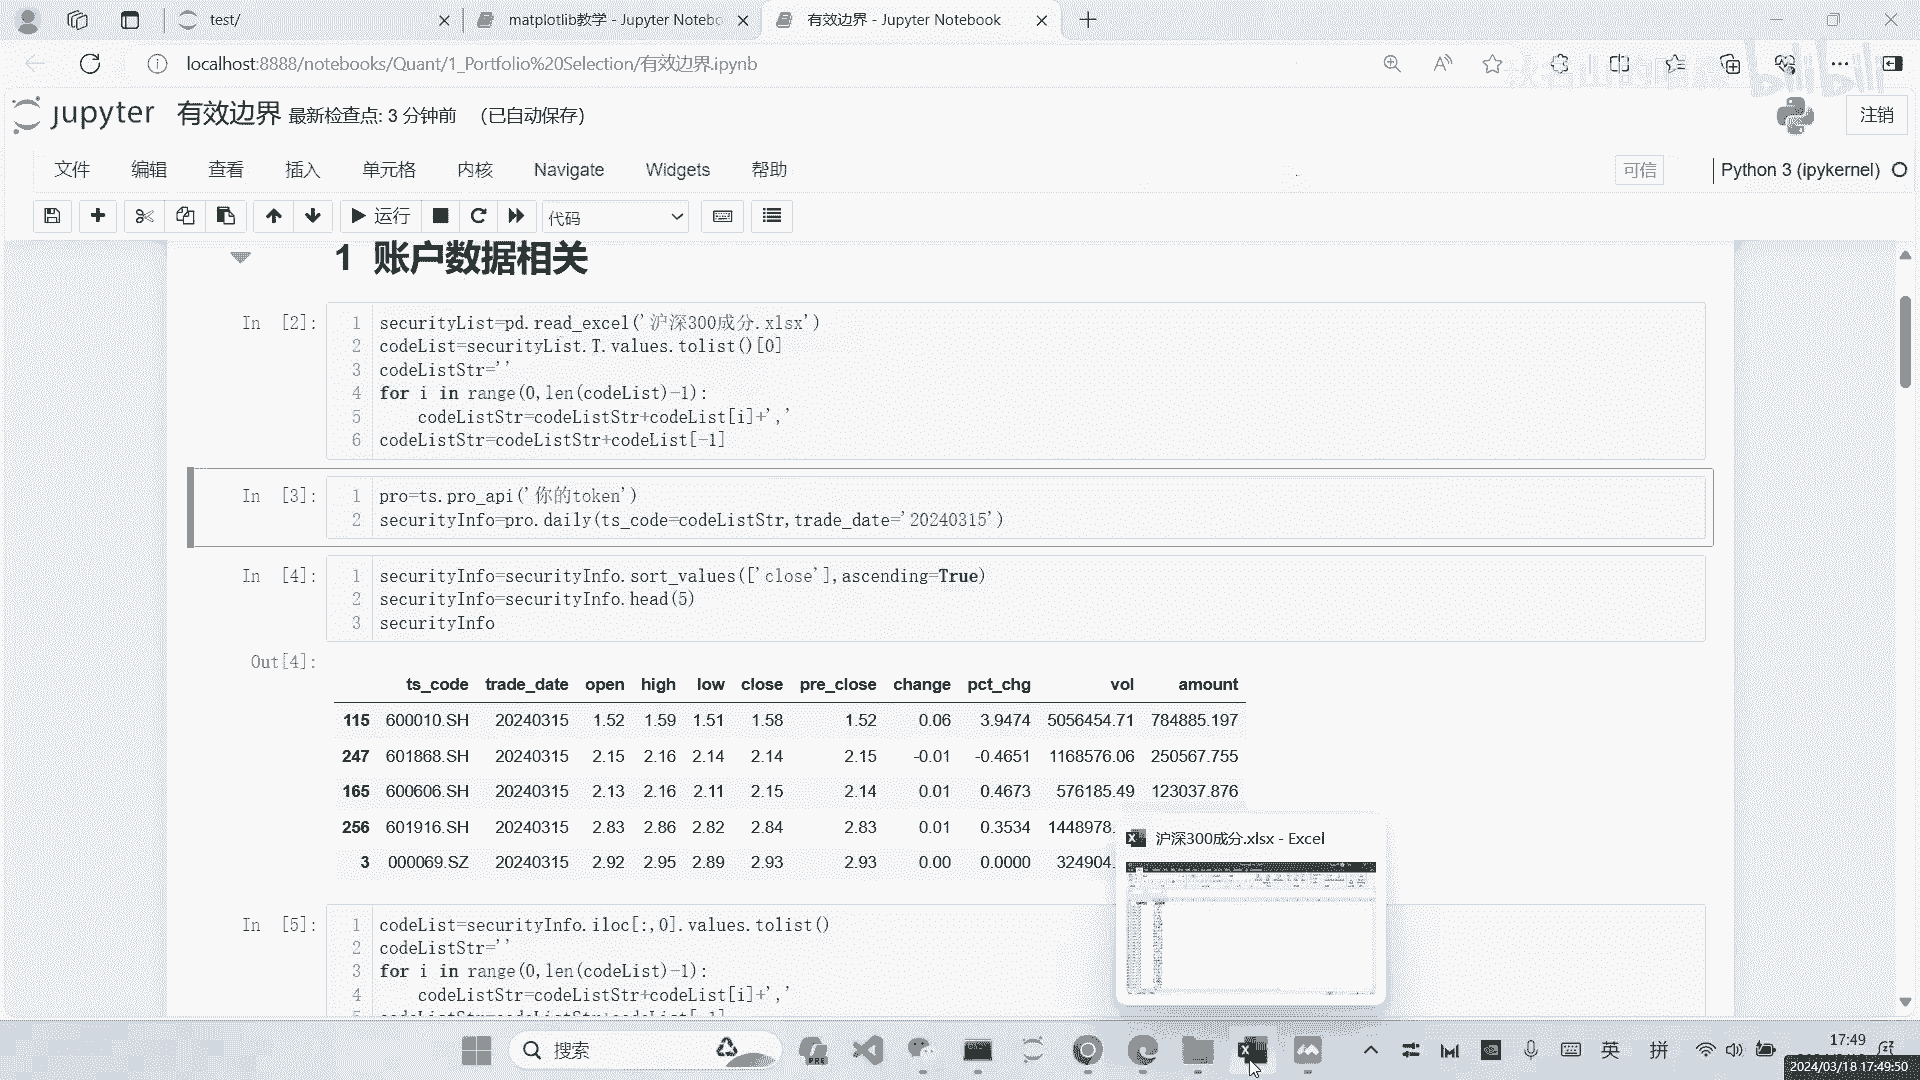 test/
matplotlib教学 - Jupyter Notebo
有效边界 - Jupyter Notebook
localhost:8888/notebooks/Quant/1_Portfolio%20Selection/有效边界.ipynb
bilibili
jupyter 有效边界 最新检查点: 3 分钟前 (已自动保存)
注销
文件 编辑 查看 插入 单元格 内核 Navigate Widgets 帮助
可信 Python 3 (ipykernel)
运行 代码
1 账户数据相关
In [2]:
1 securityList=pd.read_excel('沪深300成分.xlsx')
2 codeList=securityList.T.values.tolist()[0]
3 codeListStr=''
4 for i in range(0,len(codeList)-1):
5 codeListStr=codeListStr+codeList[i]+','
6 codeListStr=codeListStr+codeList[-1]
In [3]:
1 pro=ts.pro_api('你的token')
2 securityInfo=pro.daily(ts_code=codeListStr,trade_date='20240315')
In [4]:
1 securityInfo=securityInfo.sort_values(['close'],ascending=True)
2 securityInfo=securityInfo.head(5)
3 securityInfo
Out[4]:
ts_code trade_date open high low close pre_close change pct_chg vol amount
115 600010.SH 20240315 1.52 1.59 1.51 1.58 1.52 0.06 3.9474 5056454.71 784885.197
247 601868.SH 20240315 2.15 2.16 2.14 2.14 2.15 -0.01 -0.4651 1168576.06 250567.755
165 600606.SH 20240315 2.13 2.16 2.11 2.15 2.14 0.01 0.4673 576185.49 123037.876
256 601916.SH 20240315 2.83 2.86 2.82 2.84 2.83 0.01 0.3534 1448978.
3 000069.SZ 20240315 2.92 2.95 2.89 2.93 2.93 0.00 0.0000 324904.
沪深300成分.xlsx - Excel
In [5]:
1 codeList=securityInfo.iloc[:,0].values.tolist()
2 codeListStr=''
3 for i in range(0,len(codeList)-1):
4 codeListStr=codeListStr+codeList[i]+','
搜索
PRE
英 拼
17:49
2024/03/18 17:49:50